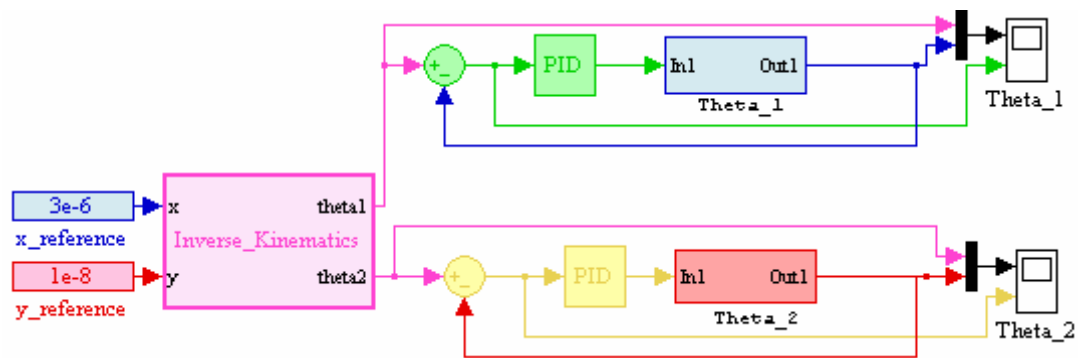 +
-
PID
In1
Out1
Theta_1
Theta_1
3e-6
x_reference
x
theta1
Inverse_Kinematics
1e-8
y_reference
y
theta2
+
-
PID
In1
Out1
Theta_2
Theta_2